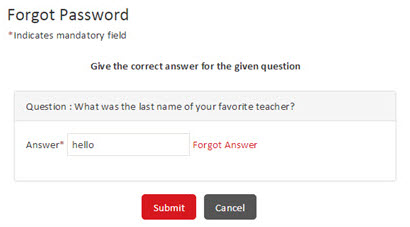 Forgot Password
*Indicates mandatory field
Give the correct answer for the given question
Question : What was the last name of your favorite teacher?
Answer* hello Forgot Answer
Submit Cancel